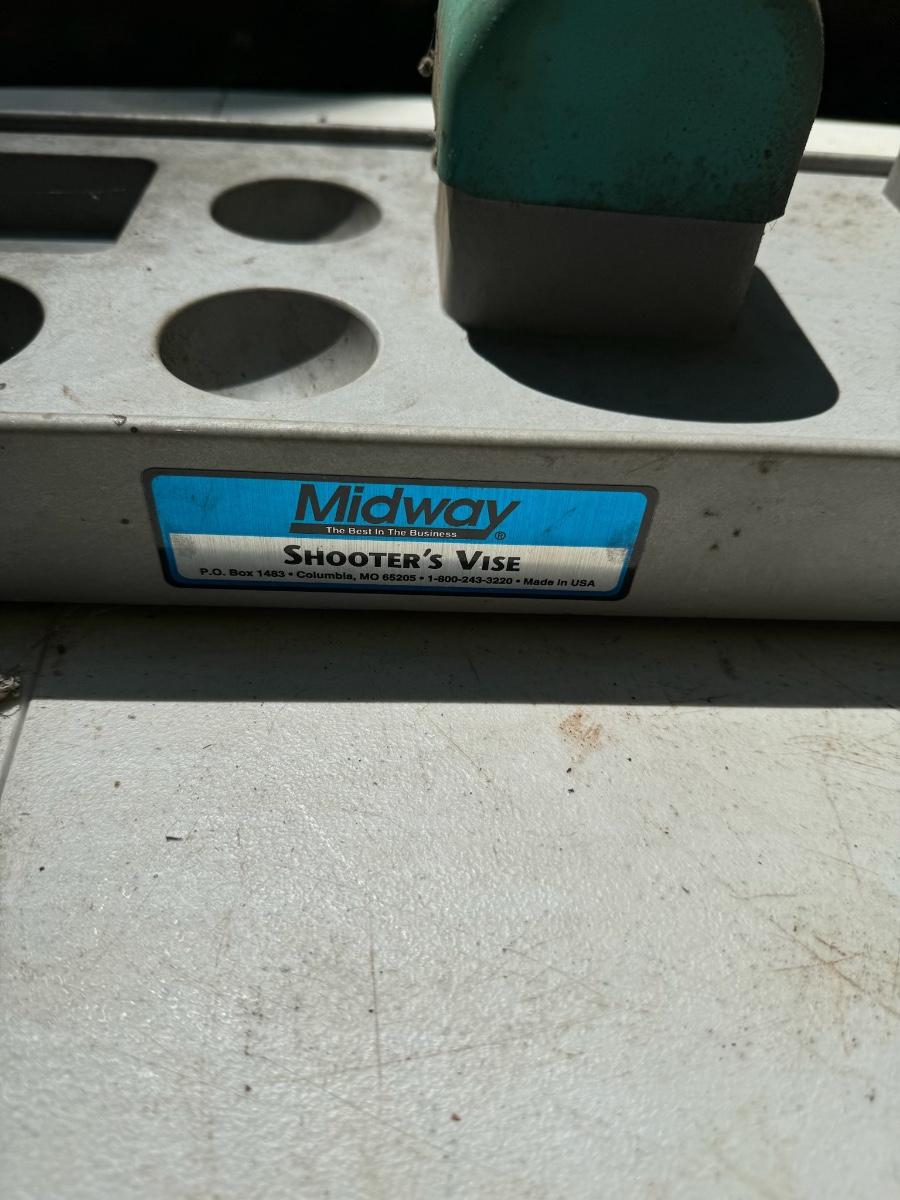 Midway
The Best In The Business ®
SHOOTER'S VISE
P.O. Box 1483 • Columbia, MO 65205 • 1-800-243-3220 • Made in USA